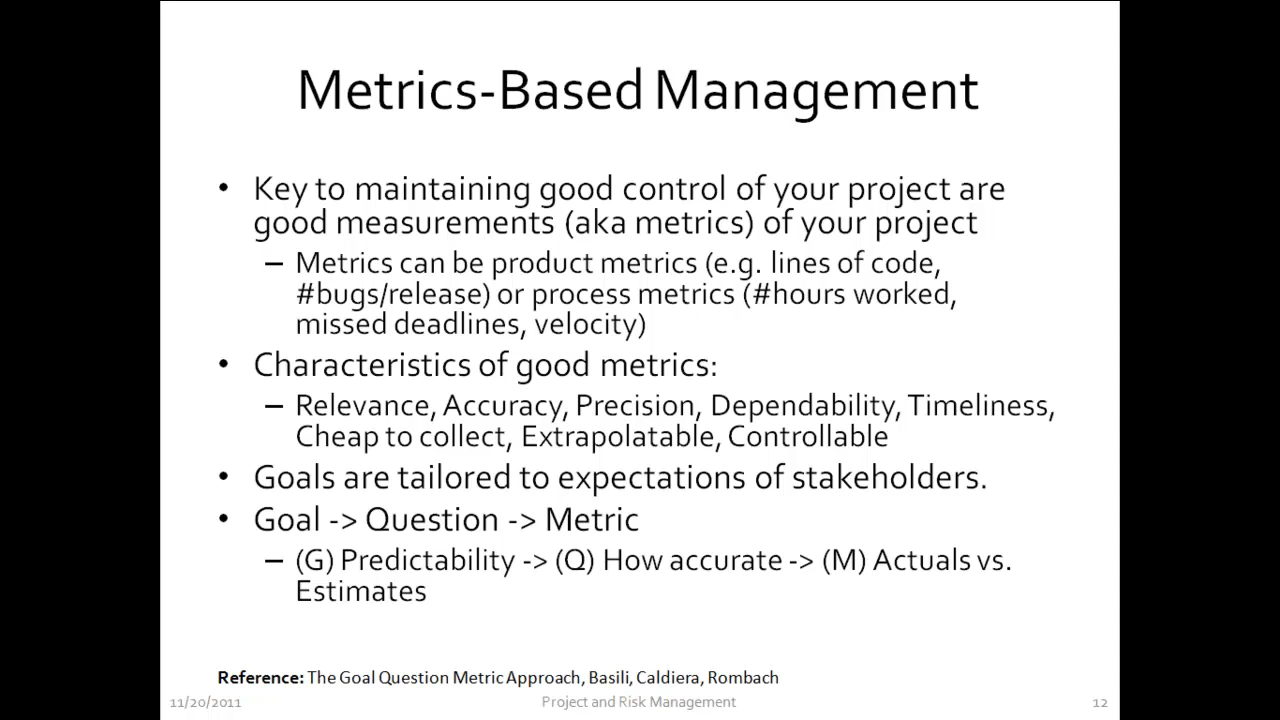 Metrics-Based Management
• Key to maintaining good control of your project are
good measurements (aka metrics) of your project
– Metrics can be product metrics (e.g. lines of code,
#bugs/release) or process metrics (#hours worked,
missed deadlines, velocity)
• Characteristics of good metrics:
– Relevance, Accuracy, Precision, Dependability, Timeliness,
Cheap to collect, Extrapolatable, Controllable
• Goals are tailored to expectations of stakeholders.
• Goal -> Question -> Metric
– (G) Predictability -> (Q) How accurate -> (M) Actuals vs.
Estimates
Reference: The Goal Question Metric Approach, Basili, Caldiera, Rombach
11/20/2011 Project and Risk Management 12